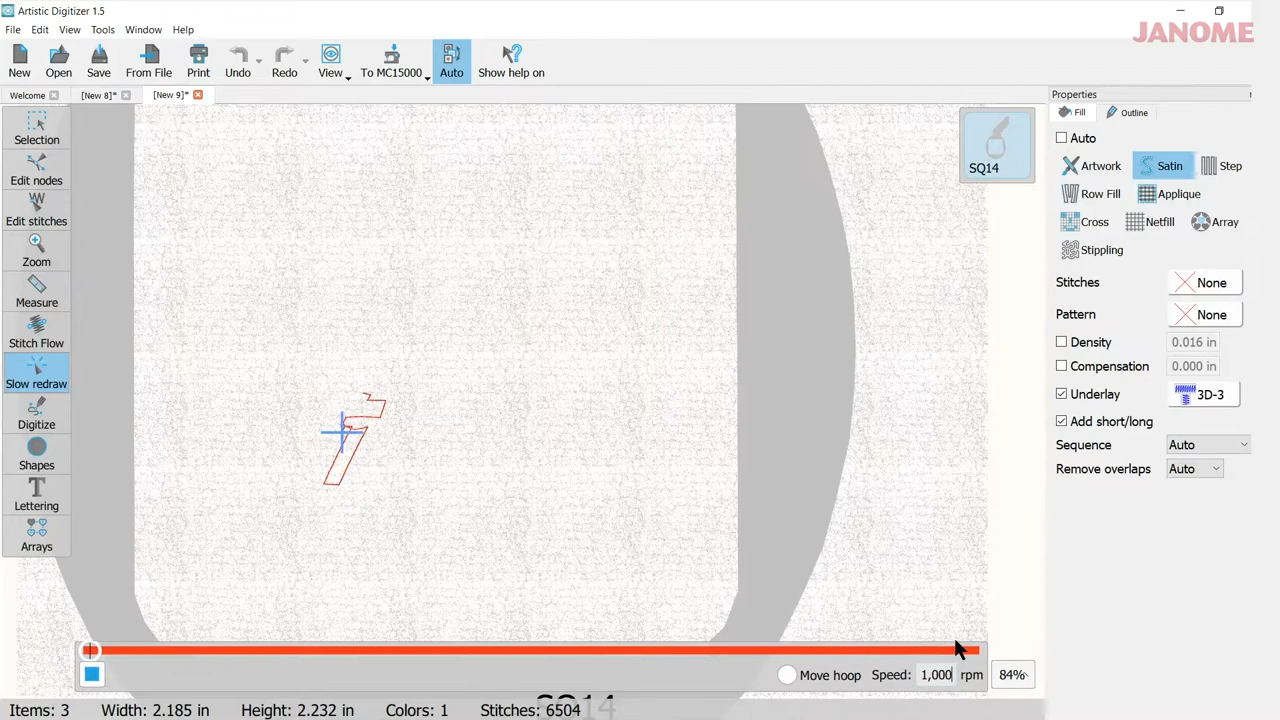 Artistic Digitizer 1.5
JANOME
File Edit View Tools Window Help
New Open Save From File Print Undo Redo View To MC15000 Auto Show help on
Welcome [New 8]* [New 9]*
Properties
Fill Outline
Selection
Edit nodes
Edit stitches
Zoom
Measure
Stitch Flow
Slow redraw
Digitize
Shapes
Lettering
Arrays
SQ14
Auto
Artwork Satin Step
Row Fill Applique
Cross Netfill Array
Stippling
Stitches None
Pattern None
Density 0.016 in
Compensation 0.000 in
Underlay 3D-3
Add short/long
Sequence Auto
Remove overlaps Auto
Move hoop Speed: 1,000 rpm 84%
SQ14
Items: 3 Width: 2.185 in Height: 2.232 in Colors: 1 Stitches: 6504